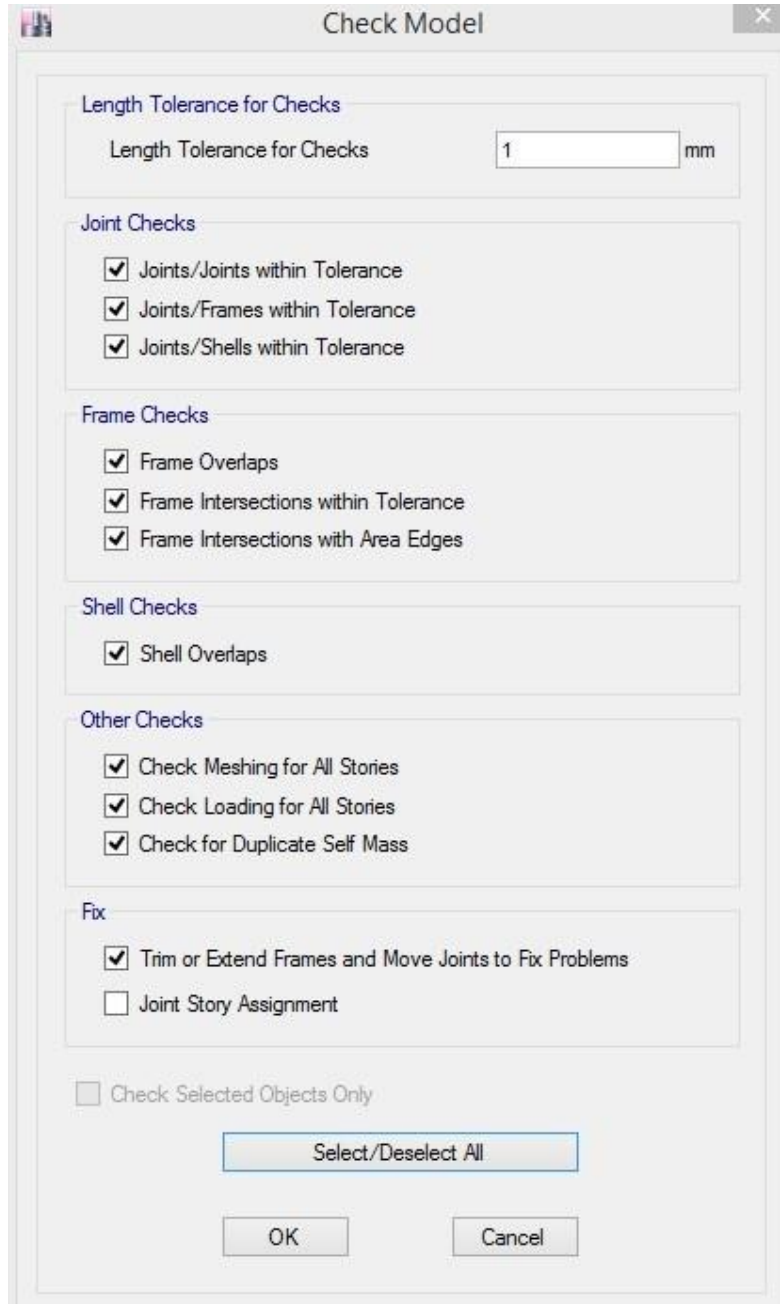 Check Model
Length Tolerance for Checks
Length Tolerance for Checks 1 mm
Joint Checks
Joints/Joints within Tolerance
Joints/Frames within Tolerance
Joints/Shells within Tolerance
Frame Checks
Frame Overlaps
Frame Intersections within Tolerance
Frame Intersections with Area Edges
Shell Checks
Shell Overlaps
Other Checks
Check Meshing for All Stories
Check Loading for All Stories
Check for Duplicate Self Mass
Fix
Trim or Extend Frames and Move Joints to Fix Problems
Joint Story Assignment
Check Selected Objects Only
Select/Deselect All
OK Cancel